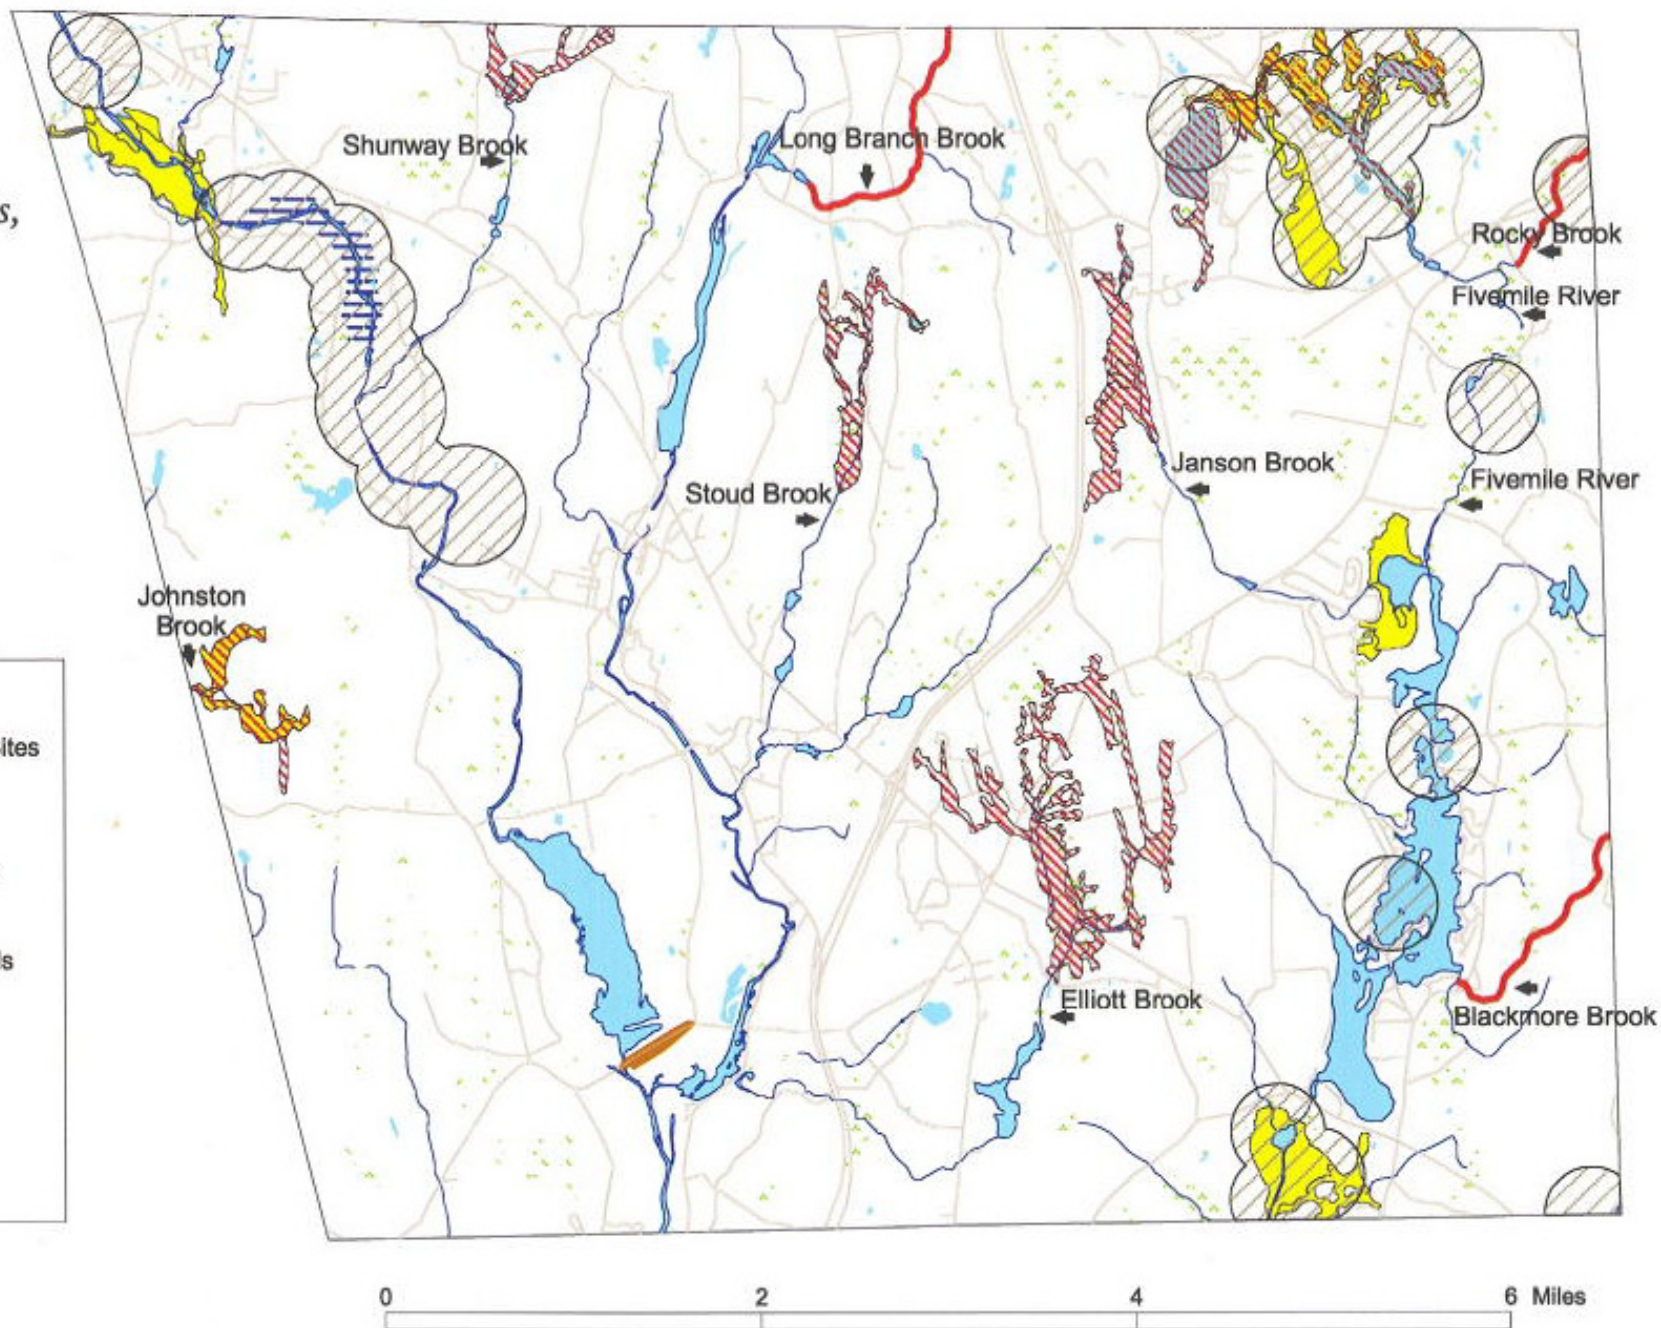 Shunway Brook
Long Branch Brook
s,
Rocky Brook
Fivemile River
Janson Brook
Fivemile River
Stoud Brook
Johnston
Brook
ites
ls
Elliott Brook
Blackmore Brook
0 2 4 6 Miles